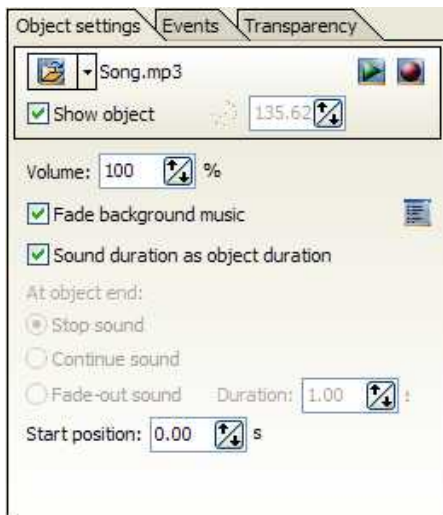 Object settings Events Transparency
Song.mp3
Show object 135.62
Volume: 100 %
Fade background music
Sound duration as object duration
At object end:
Stop sound
Continue sound
Fade-out sound Duration: 1.00
Start position: 0.00 s